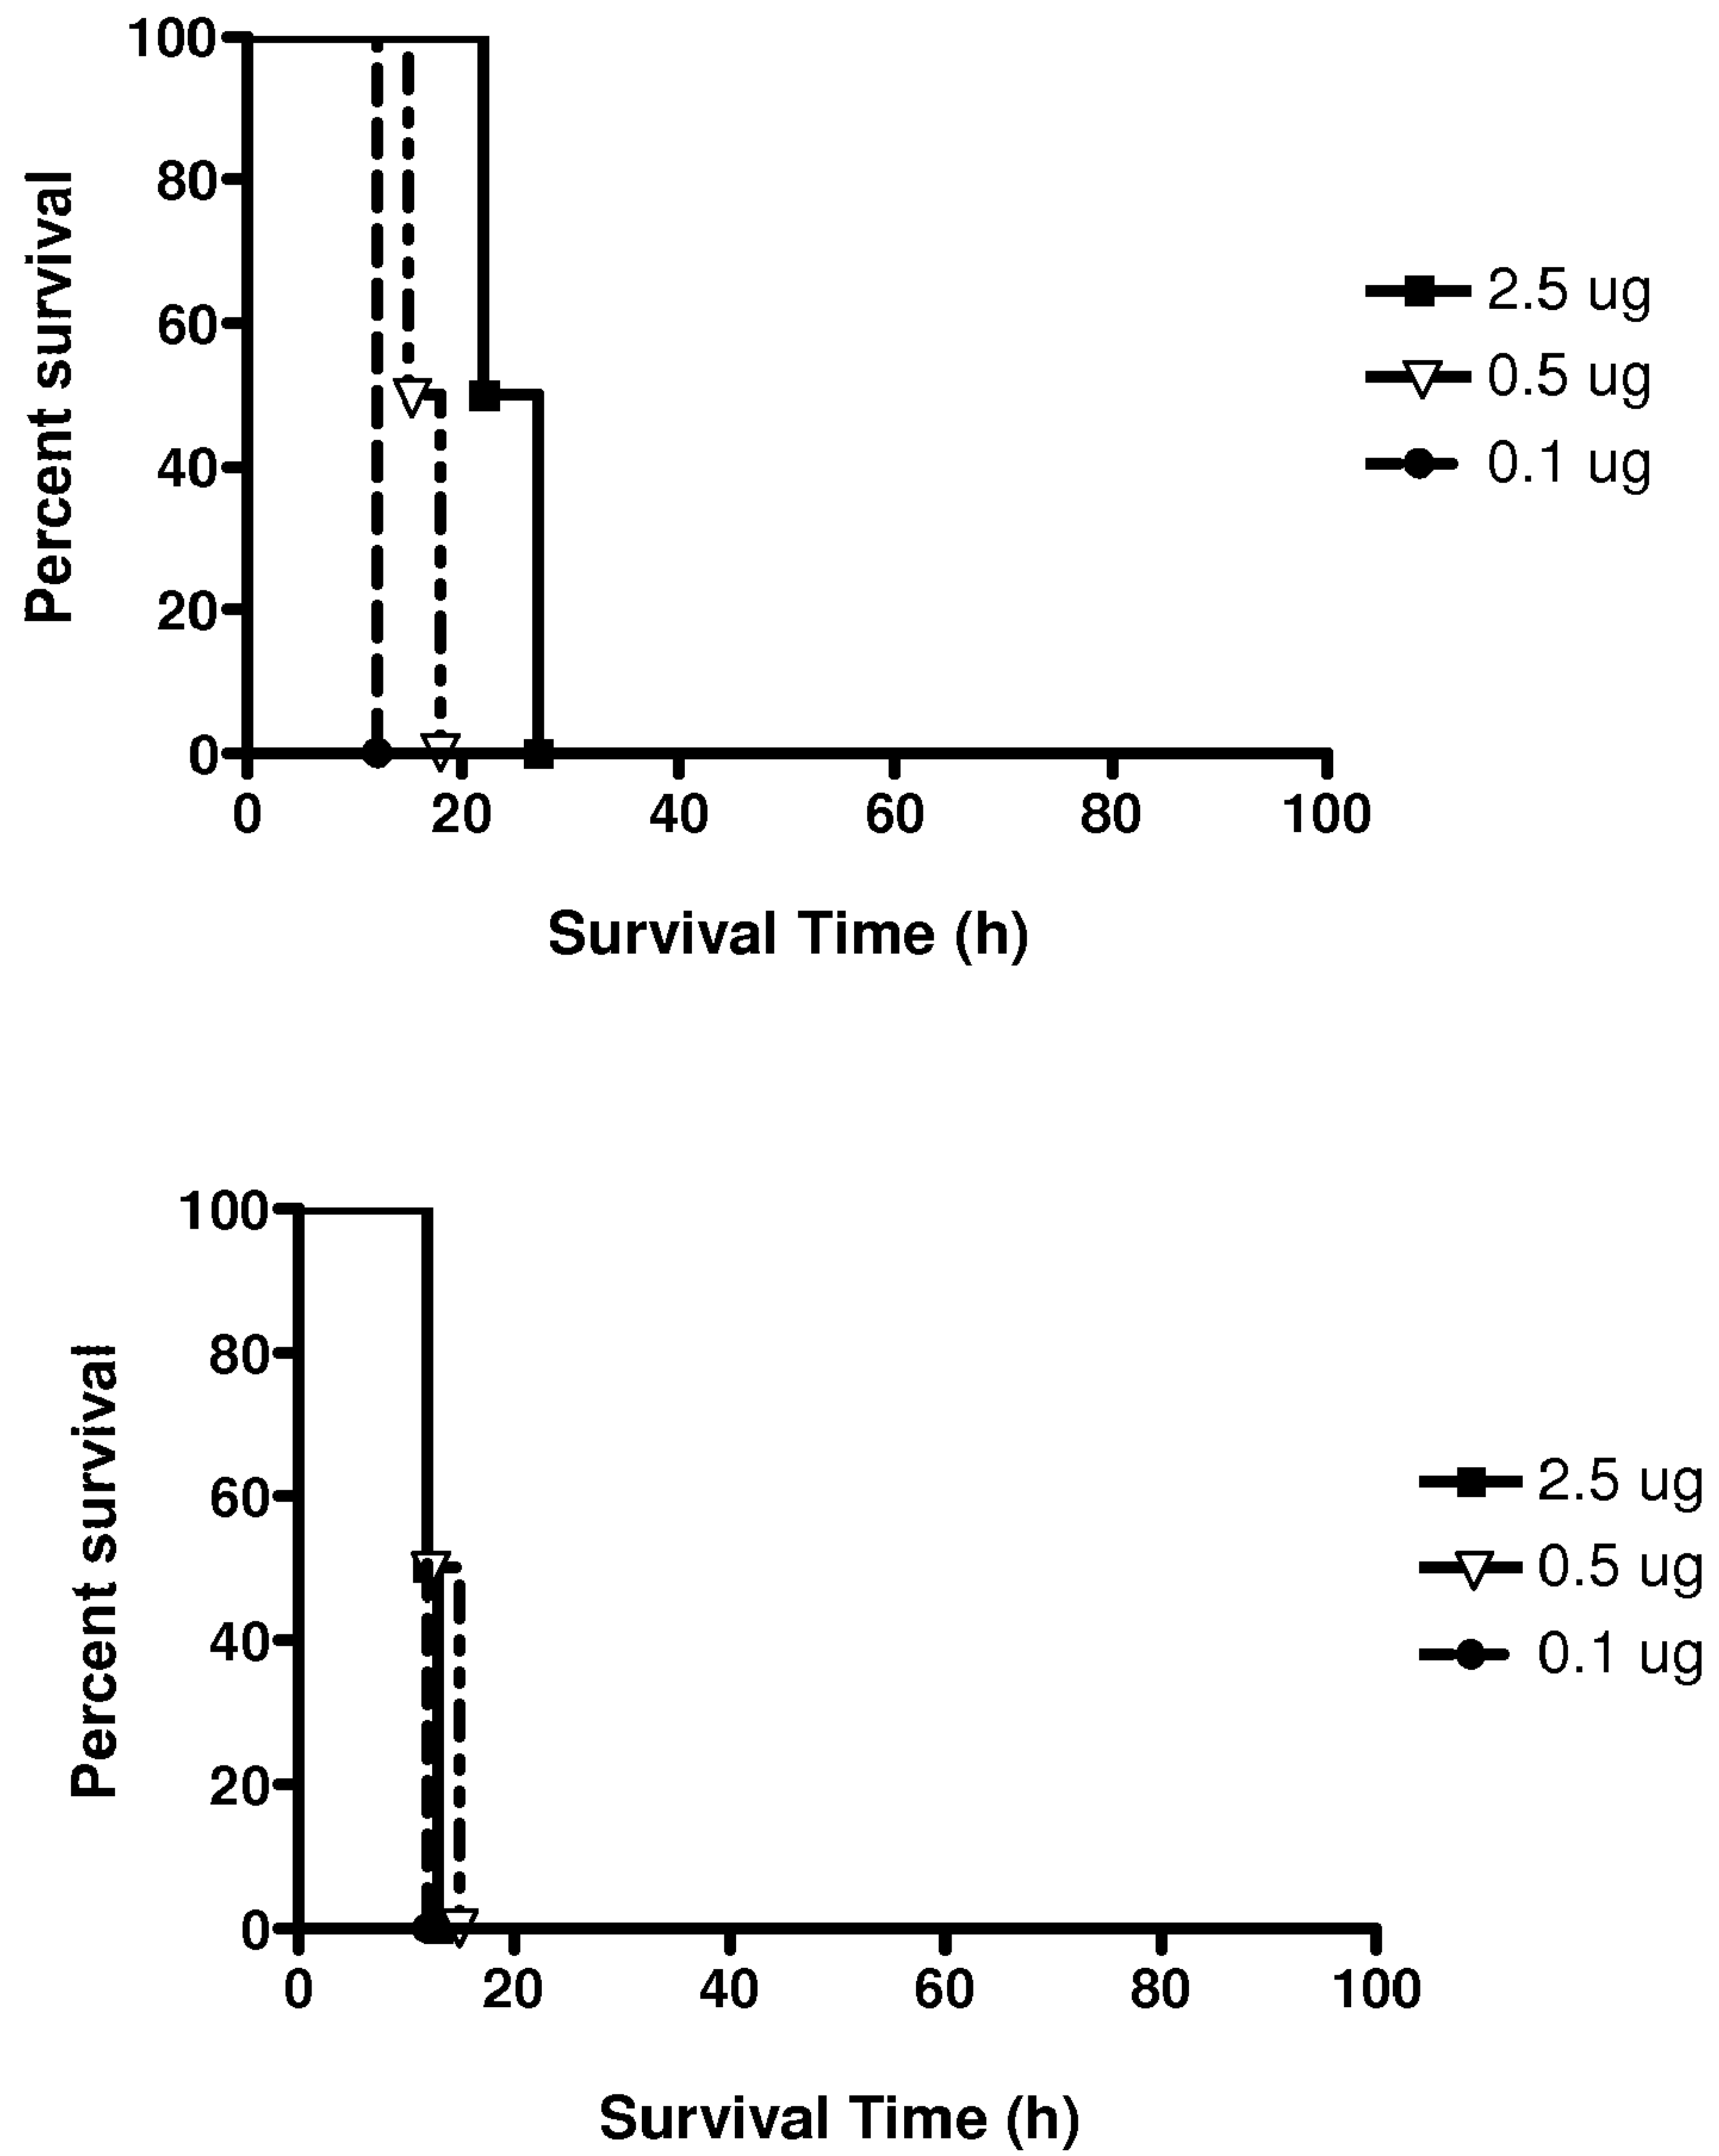 Percent survival
100
80
60
40
20
0
0 20 40 60 80 100
Survival Time (h)
2.5 ug
0.5 ug
0.1 ug
Percent survival
100
80
60
40
20
0
0 20 40 60 80 100
Survival Time (h)
2.5 ug
0.5 ug
0.1 ug